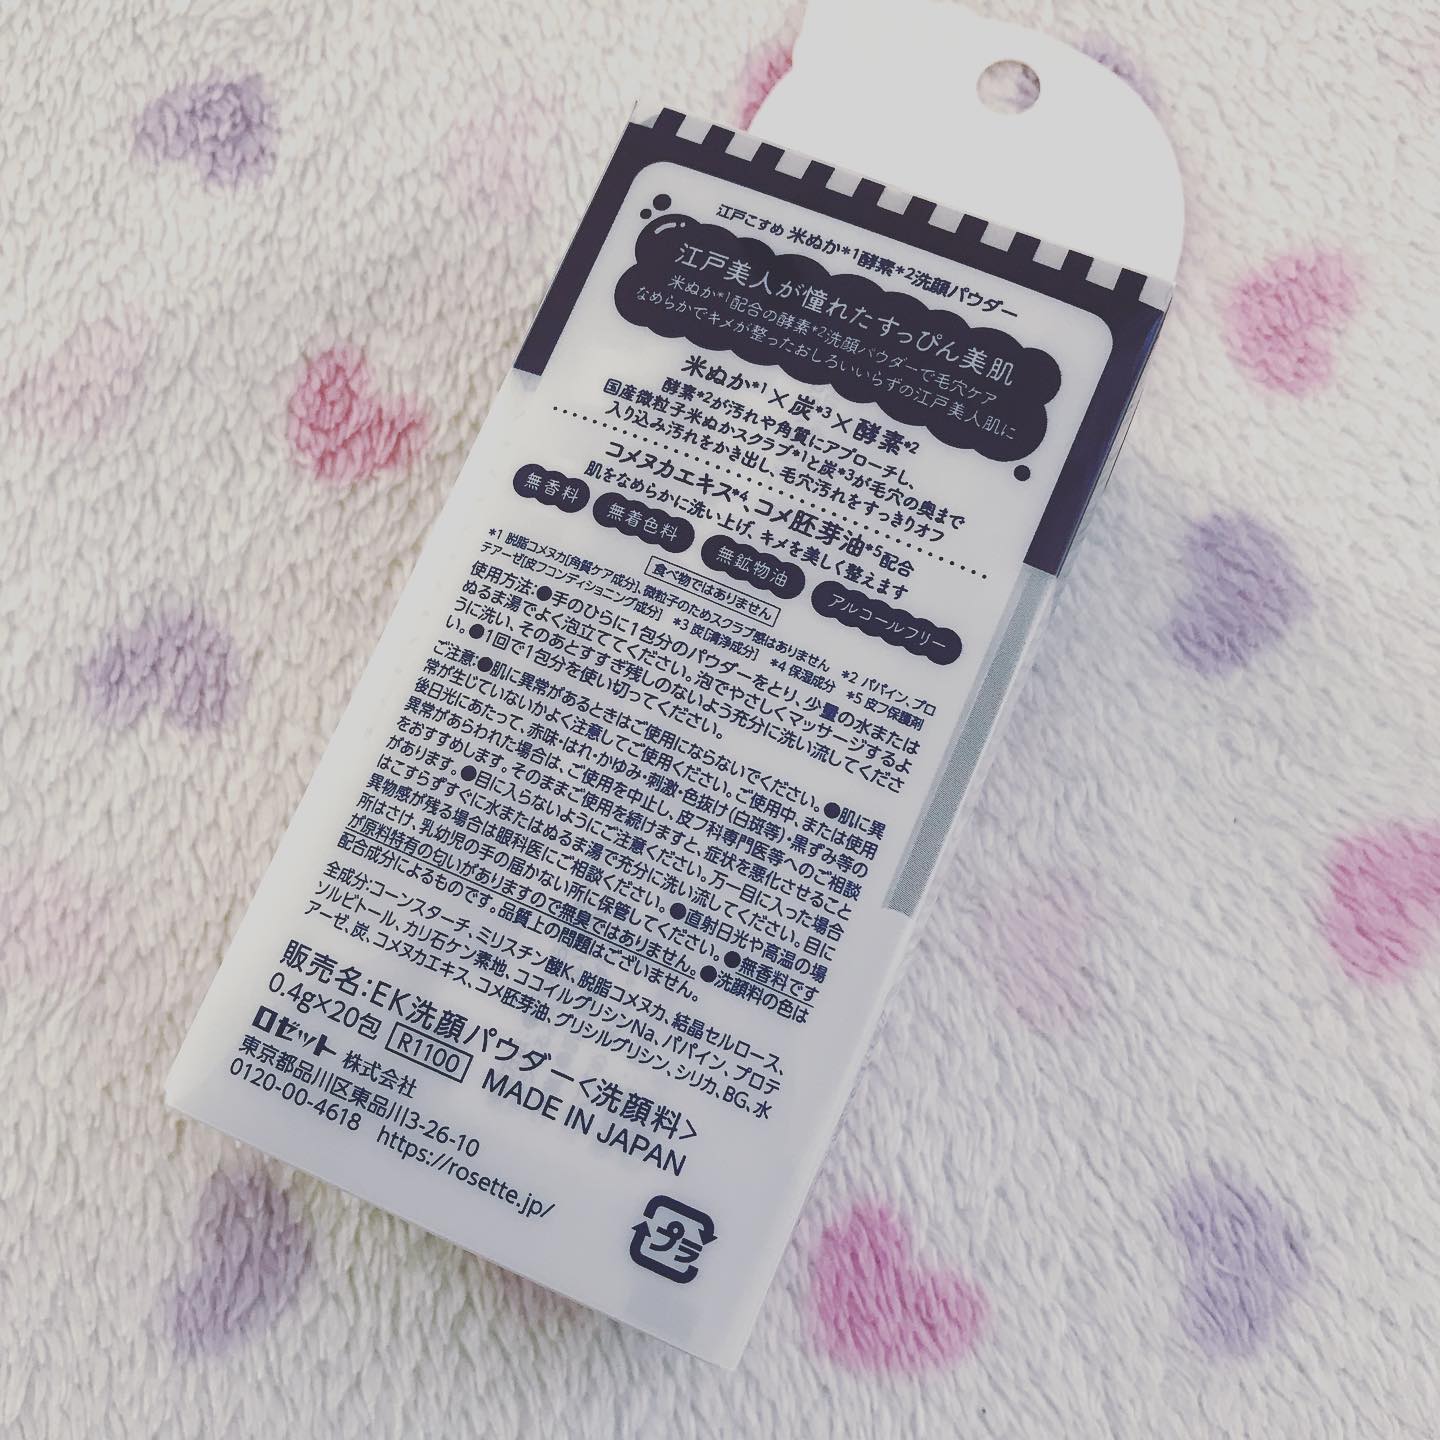 江戸こすめ 米ぬか*1酵素*2洗顔パウダー
江戸美人が憧れたすっぴん美肌
米ぬか*1配合の酵素*2洗顔パウダーで毛穴ケア
なめらかでキメが整ったおしろいいらずの江戸美人肌に
米ぬか*1×炭*3×酵素*2
酵素*2が汚れや角質にアプローチし、
国産微粒子米ぬかスクラブ*1と炭*3が毛穴の奥まで
入り込み汚れをかき出し、毛穴汚れをすっきりオフ
コメヌカエキス*4、コメ胚芽油*5配合
肌をなめらかに洗い上げ、キメを美しく整えます
無香料 無着色料 無鉱物油 アルコールフリー
食べ物ではありません
*1 脱脂コメヌカ[角質ケア成分]、微粒子のためスクラブ感はありません *2 パパイン、プロ
テアーゼ[皮フコンディショニング成分] *3 炭[清浄成分] *4 保湿成分 *5 皮フ保護剤
使用方法:●手のひらに1包分のパウダーをとり、少量の水または
ぬるま湯でよく泡立ててください。泡でやさしくマッサージするよ
うに洗い、そのあとすすぎ残しのないよう充分に洗い流してくださ
い。●1回で1包分を使い切ってください。
ご注意:●肌に異常があるときはご使用にならないでください。●肌に異
常が生じていないかよく注意してご使用ください。ご使用中、または使用
後日光にあたって、赤味・はれ・かゆみ・刺激・色抜け(白斑等)・黒ずみ等の
異常があらわれた場合は、ご使用を中止し、皮フ科専門医等へのご相談
をおすすめします。そのままご使用を続けますと、症状を悪化させること
があります。●目に入らないようにご注意ください。万一目に入った場合
はこすらずすぐに水またはぬるま湯で充分に洗い流してください。目に
異物感が残る場合は眼科医にご相談ください。●直射日光や高温の場
所はさけ、乳幼児の手の届かない所に保管してください。●無香料です
が原料特有の匂いがありますので無臭ではありません。●洗顔料の色は
配合成分によるものです。品質上の問題はございません。
全成分:コーンスターチ、ミリスチン酸K、脱脂コメヌカ、結晶セルロース、
ソルビトール、カリ石ケン素地、ココイルグリシンNa、パパイン、プロテ
アーゼ、炭、コメヌカエキス、コメ胚芽油、グリシルグリシン、シリカ、BG、水
販売名:EK洗顔パウダー<洗顔料>
0.4g×20包 R1100 MADE IN JAPAN
ロゼット 株式会社
東京都品川区東品川3-26-10
0120-00-4618 https://rosette.jp/
プラ